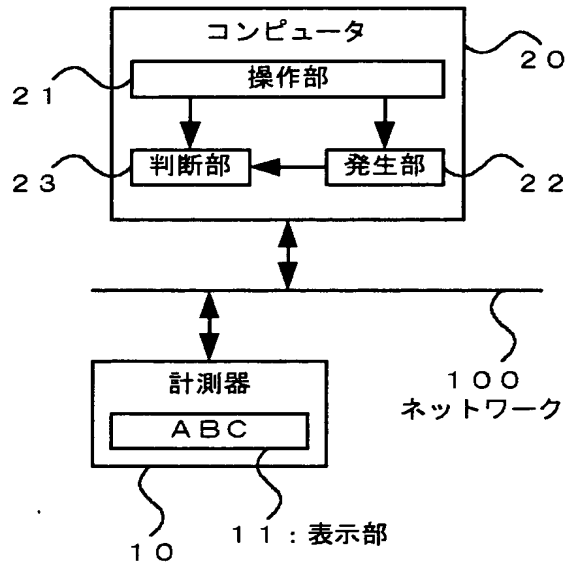 コンピュータ
20
21
操作部
23
判断部
発生部
22
計測器
100
ネットワーク
ABC
11:表示部
10